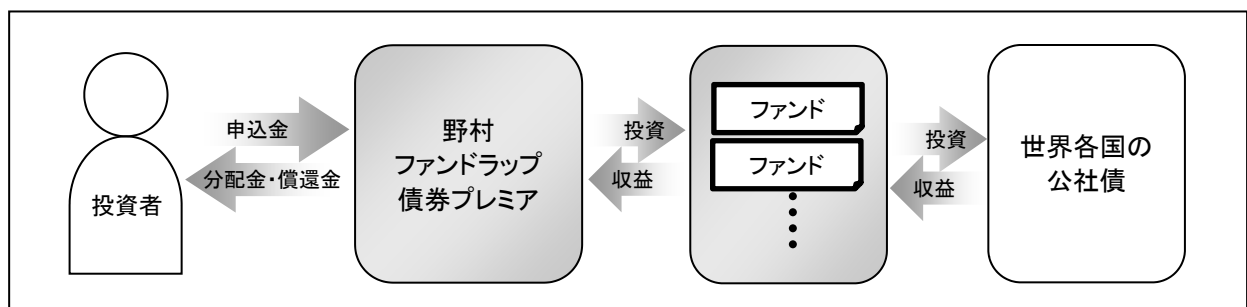 投資者
申込金
分配金・償還金
野村
ファンドラップ
債券プレミア
投資
収益
ファンド
ファンド
投資
収益
世界各国の
公社債